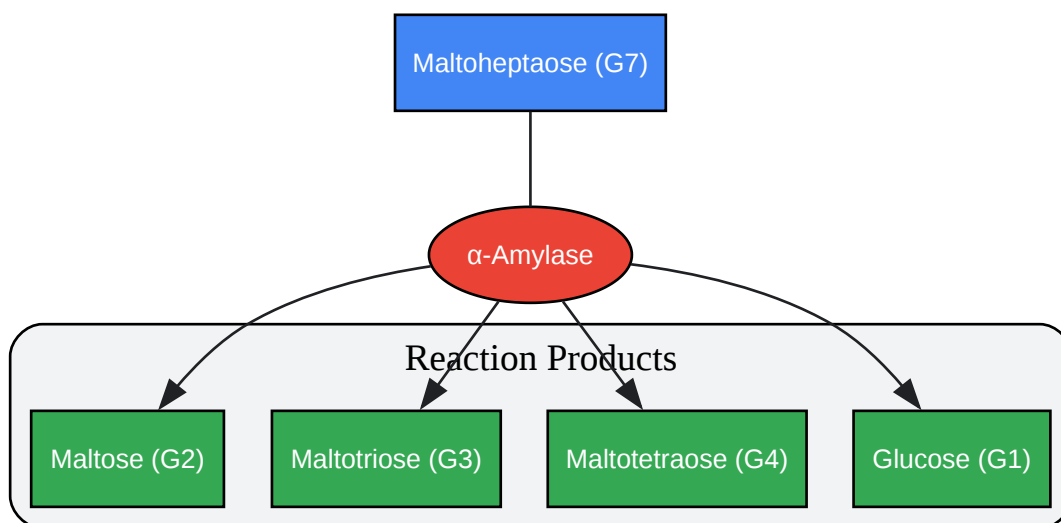 Maltoheptaose (G7)
α-Amylase
Reaction Products
Maltose (G2)
Maltotriose (G3)
Maltotetraose (G4)
Glucose (G1)